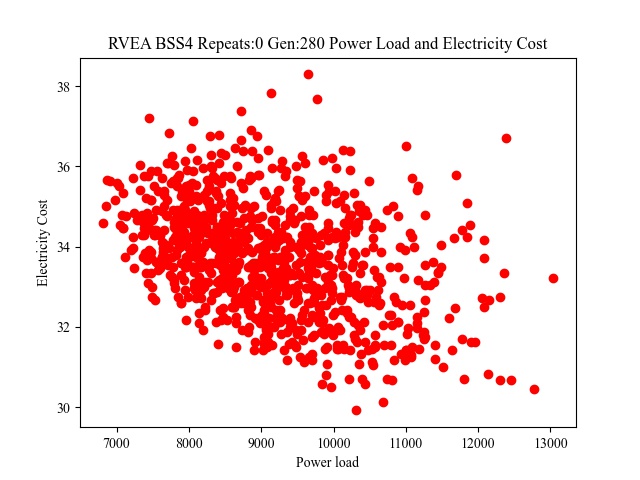 RVEA BSS4 Repeats:0 Gen:280 Power Load and Electricity Cost
38
36
34
32
30
Electricity Cost
7000 8000 9000 10000 11000 12000 13000
Power load